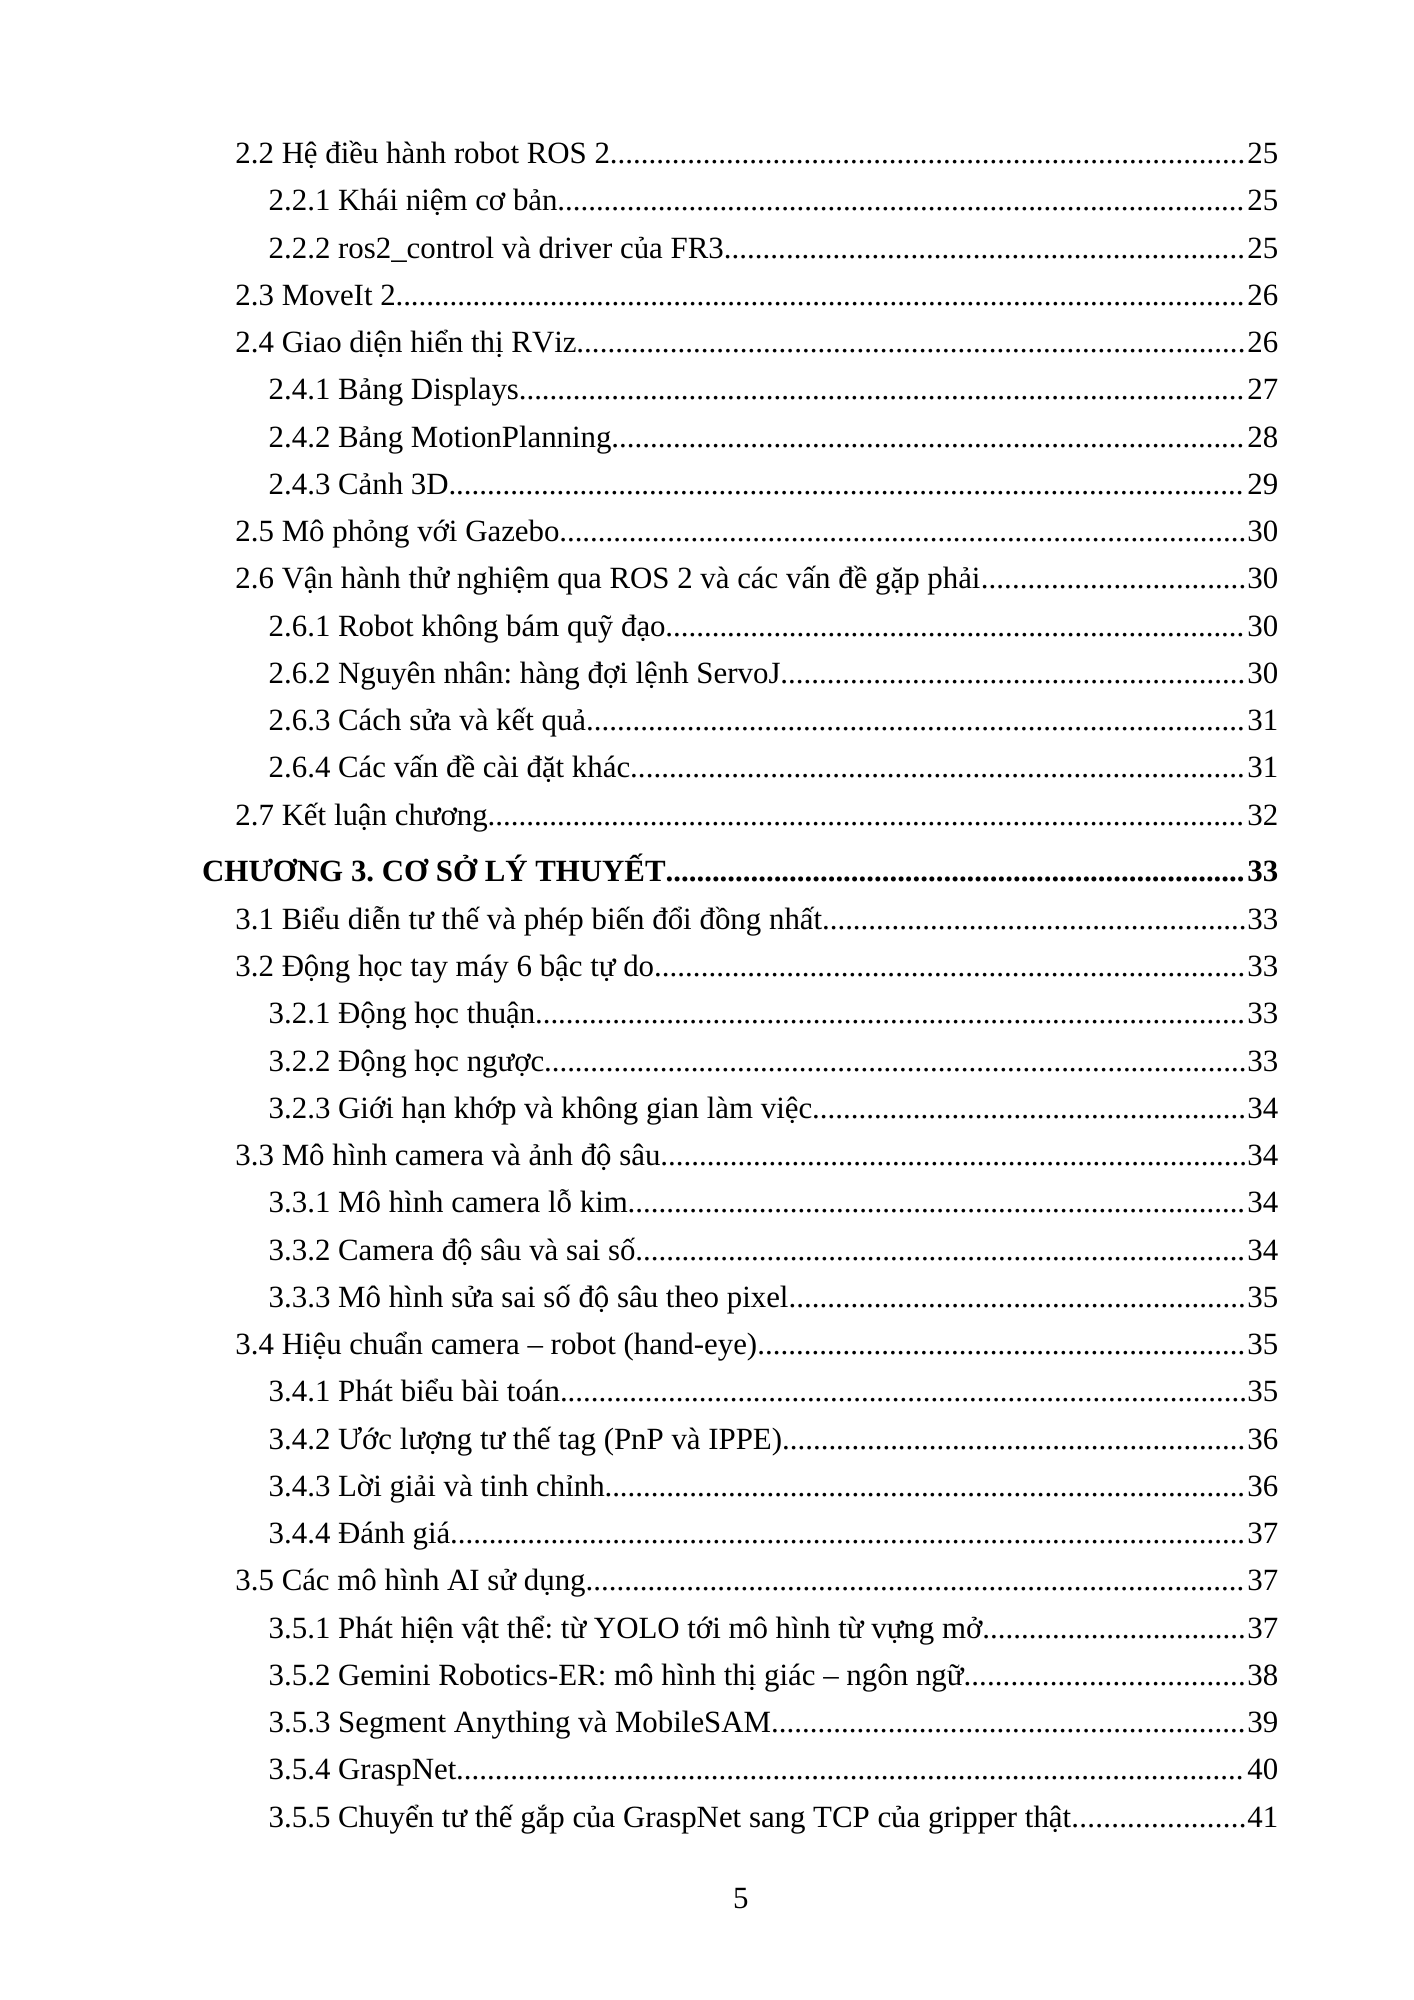 2.2 Hệ điều hành robot ROS 2........25
2.2.1 Khái niệm cơ bản........25
2.2.2 ros2_control và driver của FR3........25
2.3 MoveIt 2........26
2.4 Giao diện hiển thị RViz........26
2.4.1 Bảng Displays........27
2.4.2 Bảng MotionPlanning........28
2.4.3 Cảnh 3D........29
2.5 Mô phỏng với Gazebo........30
2.6 Vận hành thử nghiệm qua ROS 2 và các vấn đề gặp phải........30
2.6.1 Robot không bám quỹ đạo........30
2.6.2 Nguyên nhân: hàng đợi lệnh ServoJ........30
2.6.3 Cách sửa và kết quả........31
2.6.4 Các vấn đề cài đặt khác........31
2.7 Kết luận chương........32
CHƯƠNG 3. CƠ SỞ LÝ THUYẾT........33
3.1 Biểu diễn tư thế và phép biến đổi đồng nhất........33
3.2 Động học tay máy 6 bậc tự do........33
3.2.1 Động học thuận........33
3.2.2 Động học ngược........33
3.2.3 Giới hạn khớp và không gian làm việc........34
3.3 Mô hình camera và ảnh độ sâu........34
3.3.1 Mô hình camera lỗ kim........34
3.3.2 Camera độ sâu và sai số........34
3.3.3 Mô hình sửa sai số độ sâu theo pixel........35
3.4 Hiệu chuẩn camera – robot (hand-eye)........35
3.4.1 Phát biểu bài toán........35
3.4.2 Ước lượng tư thế tag (PnP và IPPE)........36
3.4.3 Lời giải và tinh chỉnh........36
3.4.4 Đánh giá........37
3.5 Các mô hình AI sử dụng........37
3.5.1 Phát hiện vật thể: từ YOLO tới mô hình từ vựng mở........37
3.5.2 Gemini Robotics-ER: mô hình thị giác – ngôn ngữ........38
3.5.3 Segment Anything và MobileSAM........39
3.5.4 GraspNet........40
3.5.5 Chuyển tư thế gắp của GraspNet sang TCP của gripper thật........41
5